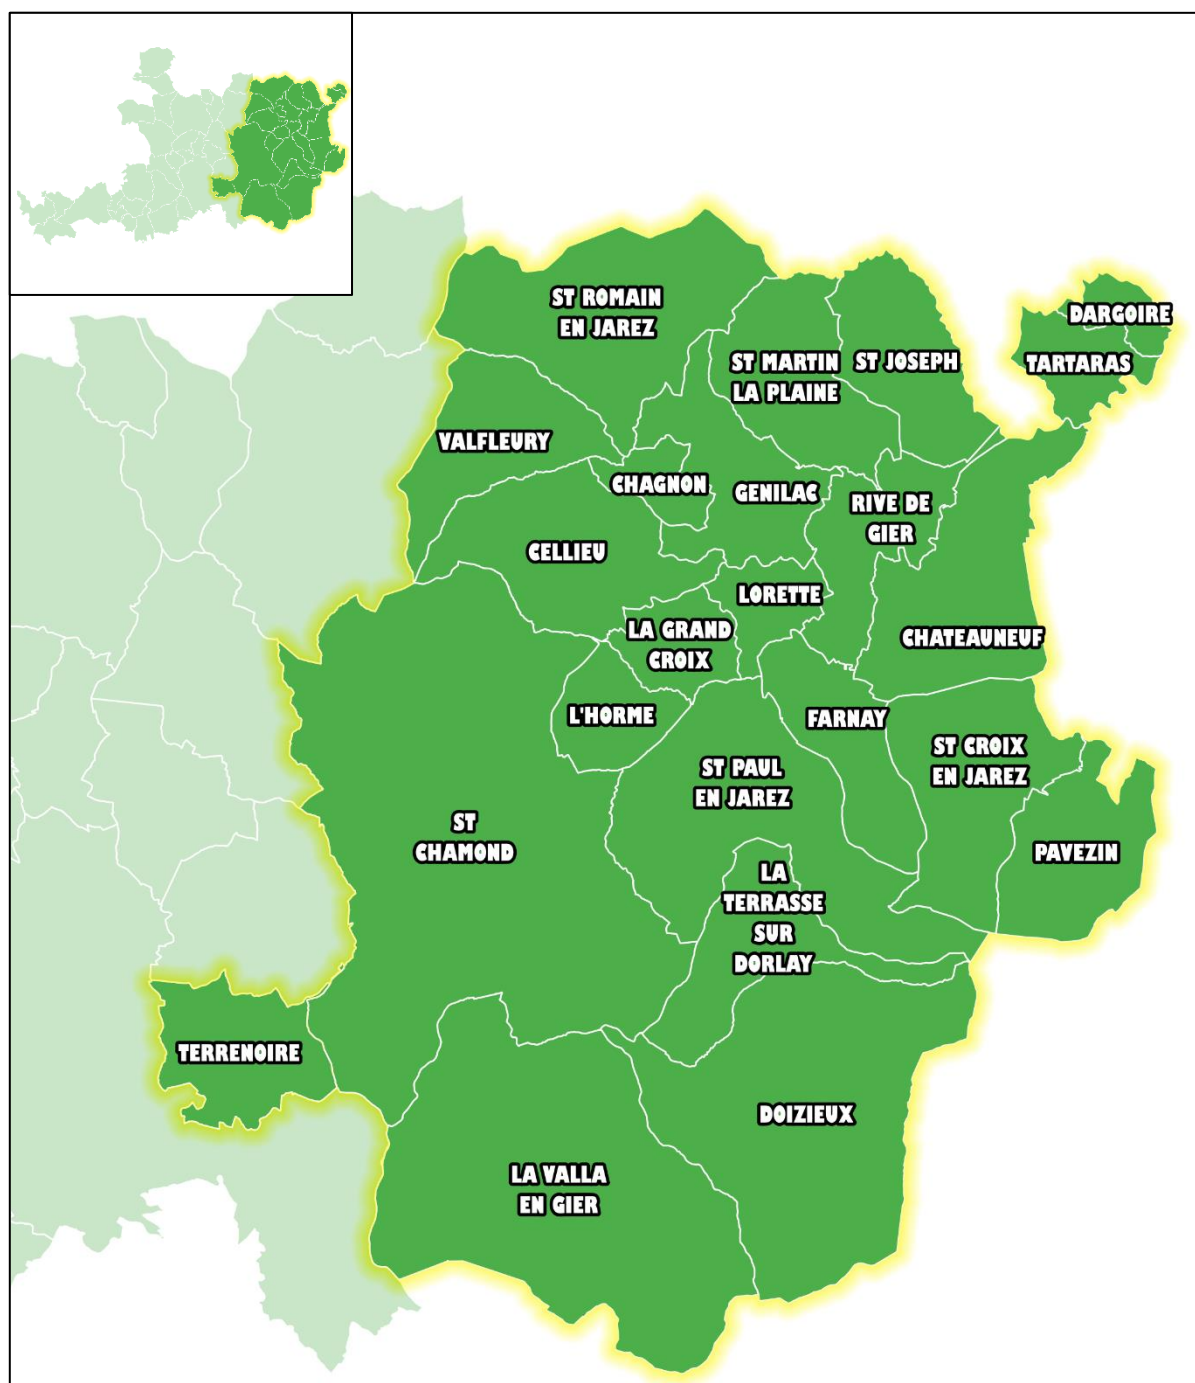 ST ROMAIN
EN JAREZ
DARGOIRE
ST MARTIN
LA PLAINE
ST JOSEPH
TARTARAS
VALFLEURY
CHAGNON
GENILAC
RIVE DE
GIER
CELLIEU
LORETTE
LA GRAND
CROIX
CHATEAUNEUF
L'HORME
FARNAY
ST CROIX
EN JAREZ
ST PAUL
EN JAREZ
ST
CHAMOND
PAVEZIN
LA
TERRASSE
SUR
DORLAY
TERRENOIRE
DOIZIEUX
LA VALLA
EN GIER